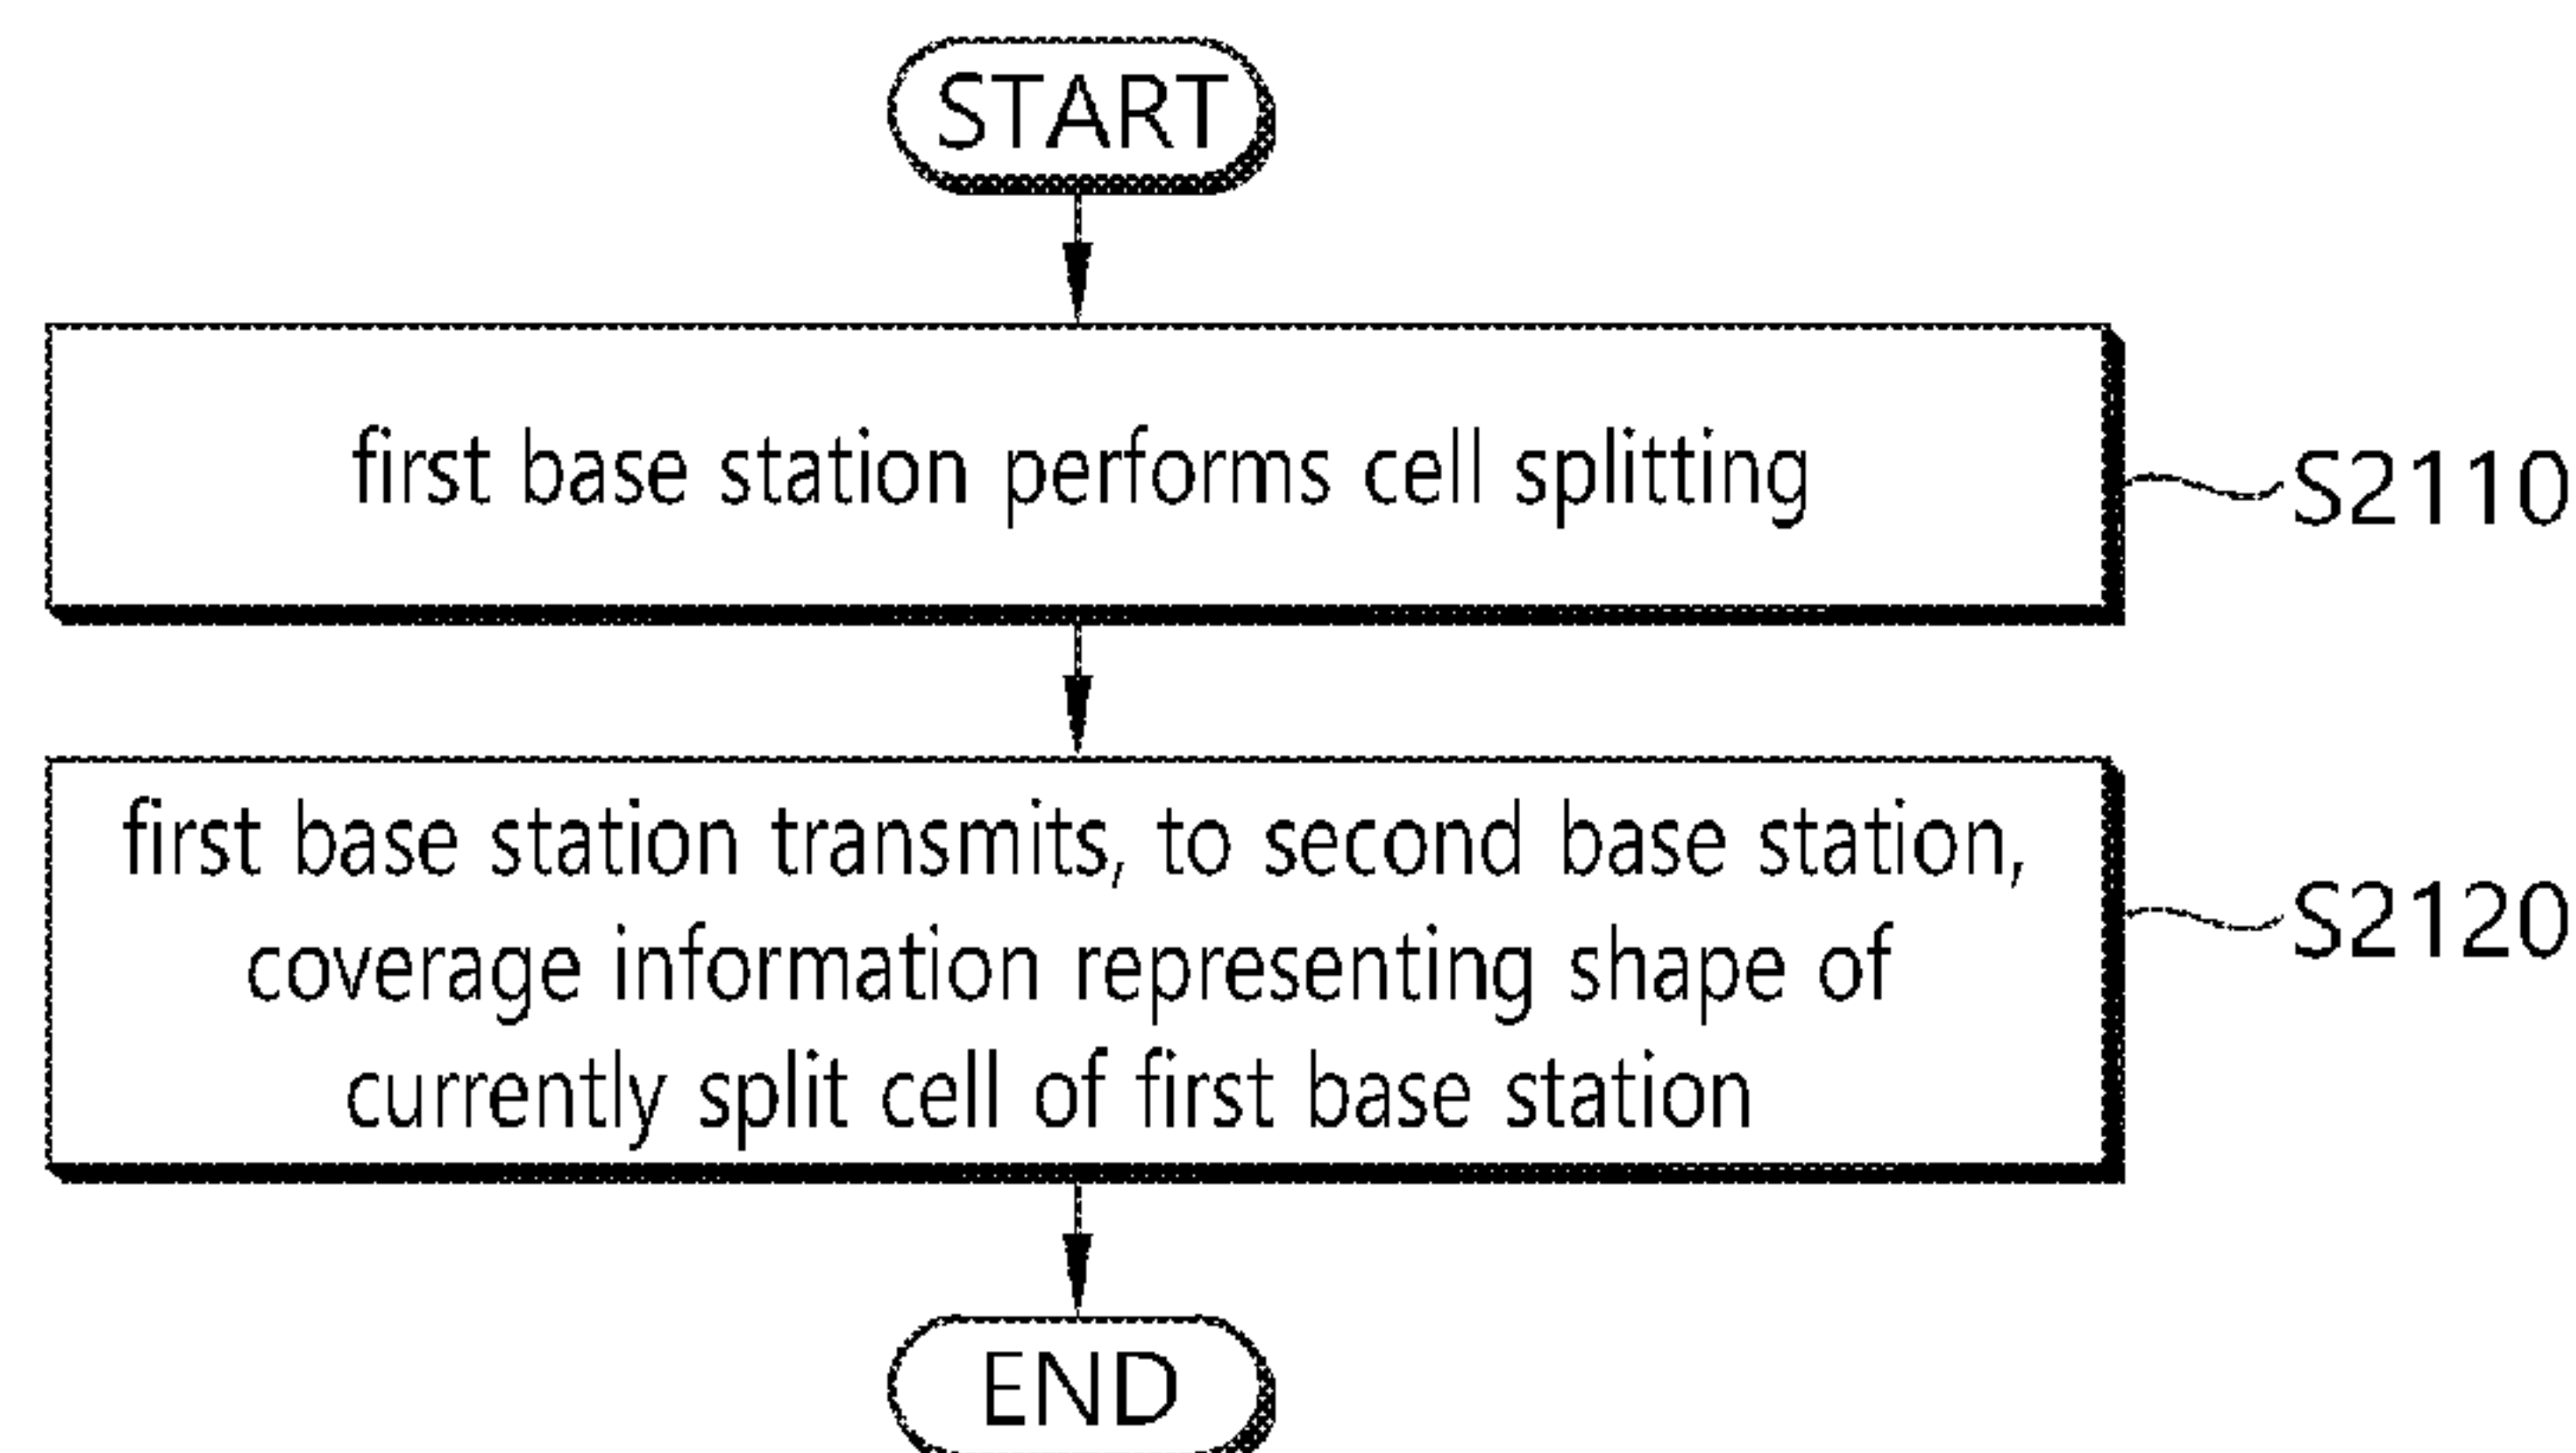 START
first base station performs cell splitting
S2110
first base station transmits, to second base station,
coverage information representing shape of
currently split cell of first base station
S2120
END